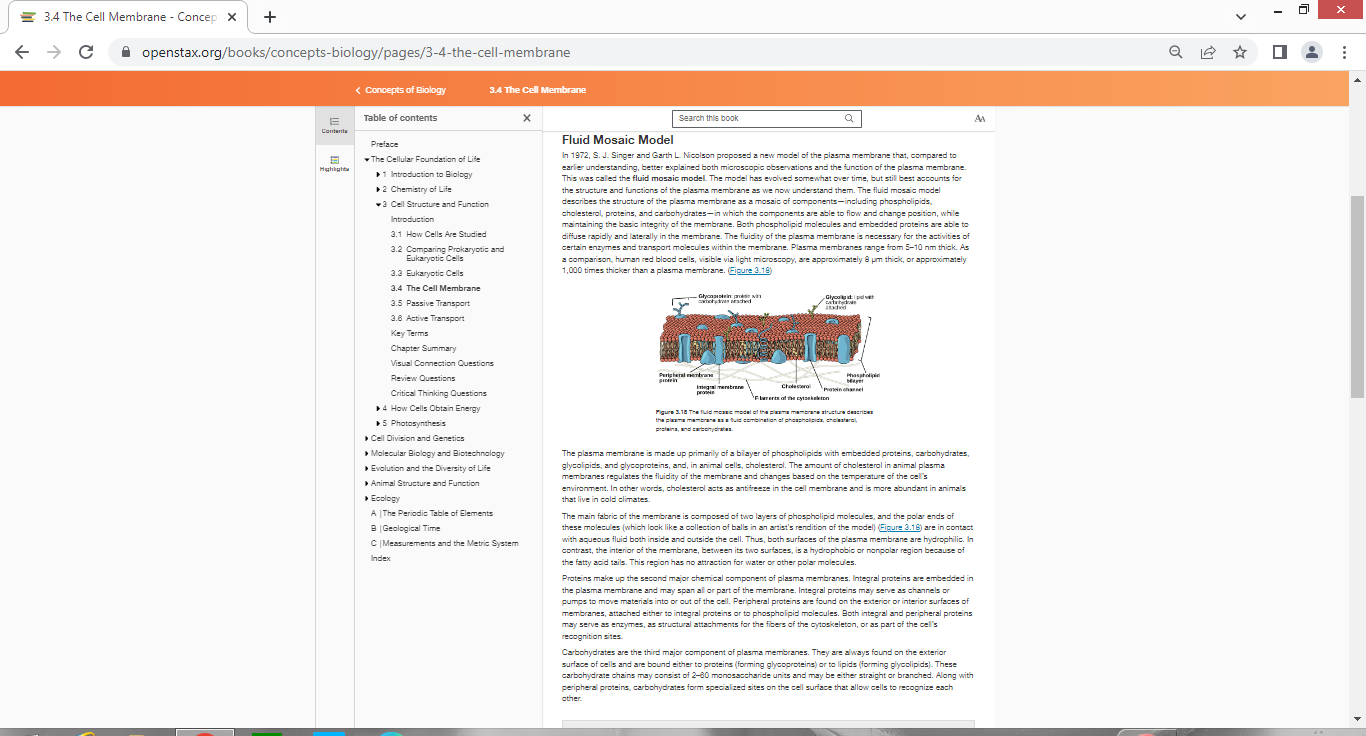 3.4 The Cell Membrane - Concep
openstax.org/books/concepts-biology/pages/3-4-the-cell-membrane
Concepts of Biology
3.4 The Cell Membrane
Contents
Highlights
Table of contents
Preface
The Cellular Foundation of Life
1 Introduction to Biology
2 Chemistry of Life
3 Cell Structure and Function
Introduction
3.1 How Cells Are Studied
3.2 Comparing Prokaryotic and
Eukaryotic Cells
3.3 Eukaryotic Cells
3.4 The Cell Membrane
3.5 Passive Transport
3.6 Active Transport
Key Terms
Chapter Summary
Visual Connection Questions
Review Questions
Critical Thinking Questions
4 How Cells Obtain Energy
5 Photosynthesis
Cell Division and Genetics
Molecular Biology and Biotechnology
Evolution and the Diversity of Life
Animal Structure and Function
Ecology
A | The Periodic Table of Elements
B | Geological Time
C | Measurements and the Metric System
Index
Search this book
AA
Fluid Mosaic Model
In 1972, S. J. Singer and Garth L. Nicolson proposed a new model of the plasma membrane that, compared to
earlier understanding, better explained both microscopic observations and the function of the plasma membrane.
This was called the fluid mosaic model. The model has evolved somewhat over time, but still best accounts for
the structure and functions of the plasma membrane as we now understand them. The fluid mosaic model
describes the structure of the plasma membrane as a mosaic of components—including phospholipids,
cholesterol, proteins, and carbohydrates—in which the components are able to flow and change position, while
maintaining the basic integrity of the membrane. Both phospholipid molecules and embedded proteins are able to
diffuse rapidly and laterally in the membrane. The fluidity of the plasma membrane is necessary for the activities of
certain enzymes and transport molecules within the membrane. Plasma membranes range from 5–10 nm thick. As
a comparison, human red blood cells, visible via light microscopy, are approximately 8 µm thick, or approximately
1,000 times thicker than a plasma membrane. (Figure 3.18)
Glycoprotein: protein with
carbohydrate attached
Glycolipid: lipid with
carbohydrate
attached
Peripheral membrane
protein
Integral membrane
protein
Filaments of the cytoskeleton
Cholesterol
Protein channel
Phospholipid
bilayer
Figure 3.18 The fluid mosaic model of the plasma membrane structure describes
the plasma membrane as a fluid combination of phospholipids, cholesterol,
proteins, and carbohydrates.
The plasma membrane is made up primarily of a bilayer of phospholipids with embedded proteins, carbohydrates,
glycolipids, and glycoproteins, and, in animal cells, cholesterol. The amount of cholesterol in animal plasma
membranes regulates the fluidity of the membrane and changes based on the temperature of the cell's
environment. In other words, cholesterol acts as antifreeze in the cell membrane and is more abundant in animals
that live in cold climates.
The main fabric of the membrane is composed of two layers of phospholipid molecules, and the polar ends of
these molecules (which look like a collection of balls in an artist's rendition of the model) (Figure 3.18) are in contact
with aqueous fluid both inside and outside the cell. Thus, both surfaces of the plasma membrane are hydrophilic. In
contrast, the interior of the membrane, between its two surfaces, is a hydrophobic or nonpolar region because of
the fatty acid tails. This region has no attraction for water or other polar molecules.
Proteins make up the second major chemical component of plasma membranes. Integral proteins are embedded in
the plasma membrane and may span all or part of the membrane. Integral proteins may serve as channels or
pumps to move materials into or out of the cell. Peripheral proteins are found on the exterior or interior surfaces of
membranes, attached either to integral proteins or to phospholipid molecules. Both integral and peripheral proteins
may serve as enzymes, as structural attachments for the fibers of the cytoskeleton, or as part of the cell's
recognition sites.
Carbohydrates are the third major component of plasma membranes. They are always found on the exterior
surface of cells and are bound either to proteins (forming glycoproteins) or to lipids (forming glycolipids). These
carbohydrate chains may consist of 2–60 monosaccharide units and may be either straight or branched. Along with
peripheral proteins, carbohydrates form specialized sites on the cell surface that allow cells to recognize each
other.